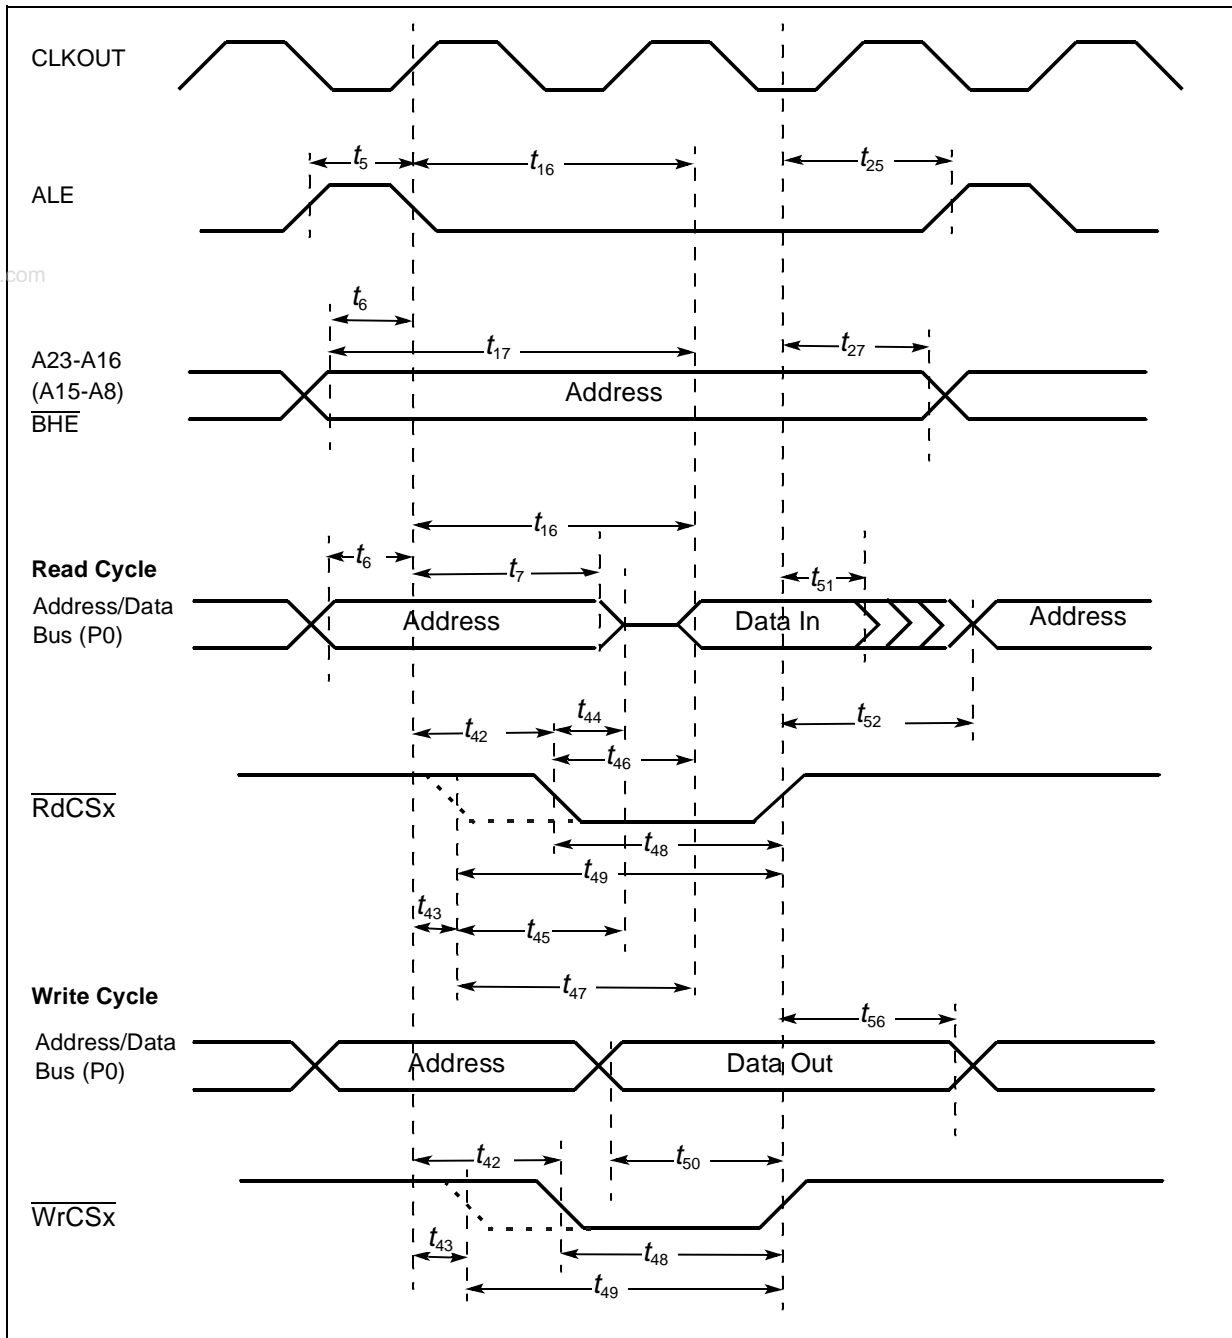 CLKOUT
t5 t16 t25
ALE
.com
t6
t17 t27
A23-A16
(A15-A8) Address
BHE
t16
t6 t7 t51
Read Cycle
Address/Data
Bus (P0) Address Data In Address
t44 t52
t42
t46
RdCSx
t48
t49
t43
t45
t47
Write Cycle
t56
Address/Data
Bus (P0) Address Data Out
t42 t50
WrCSx
t43 t48
t49